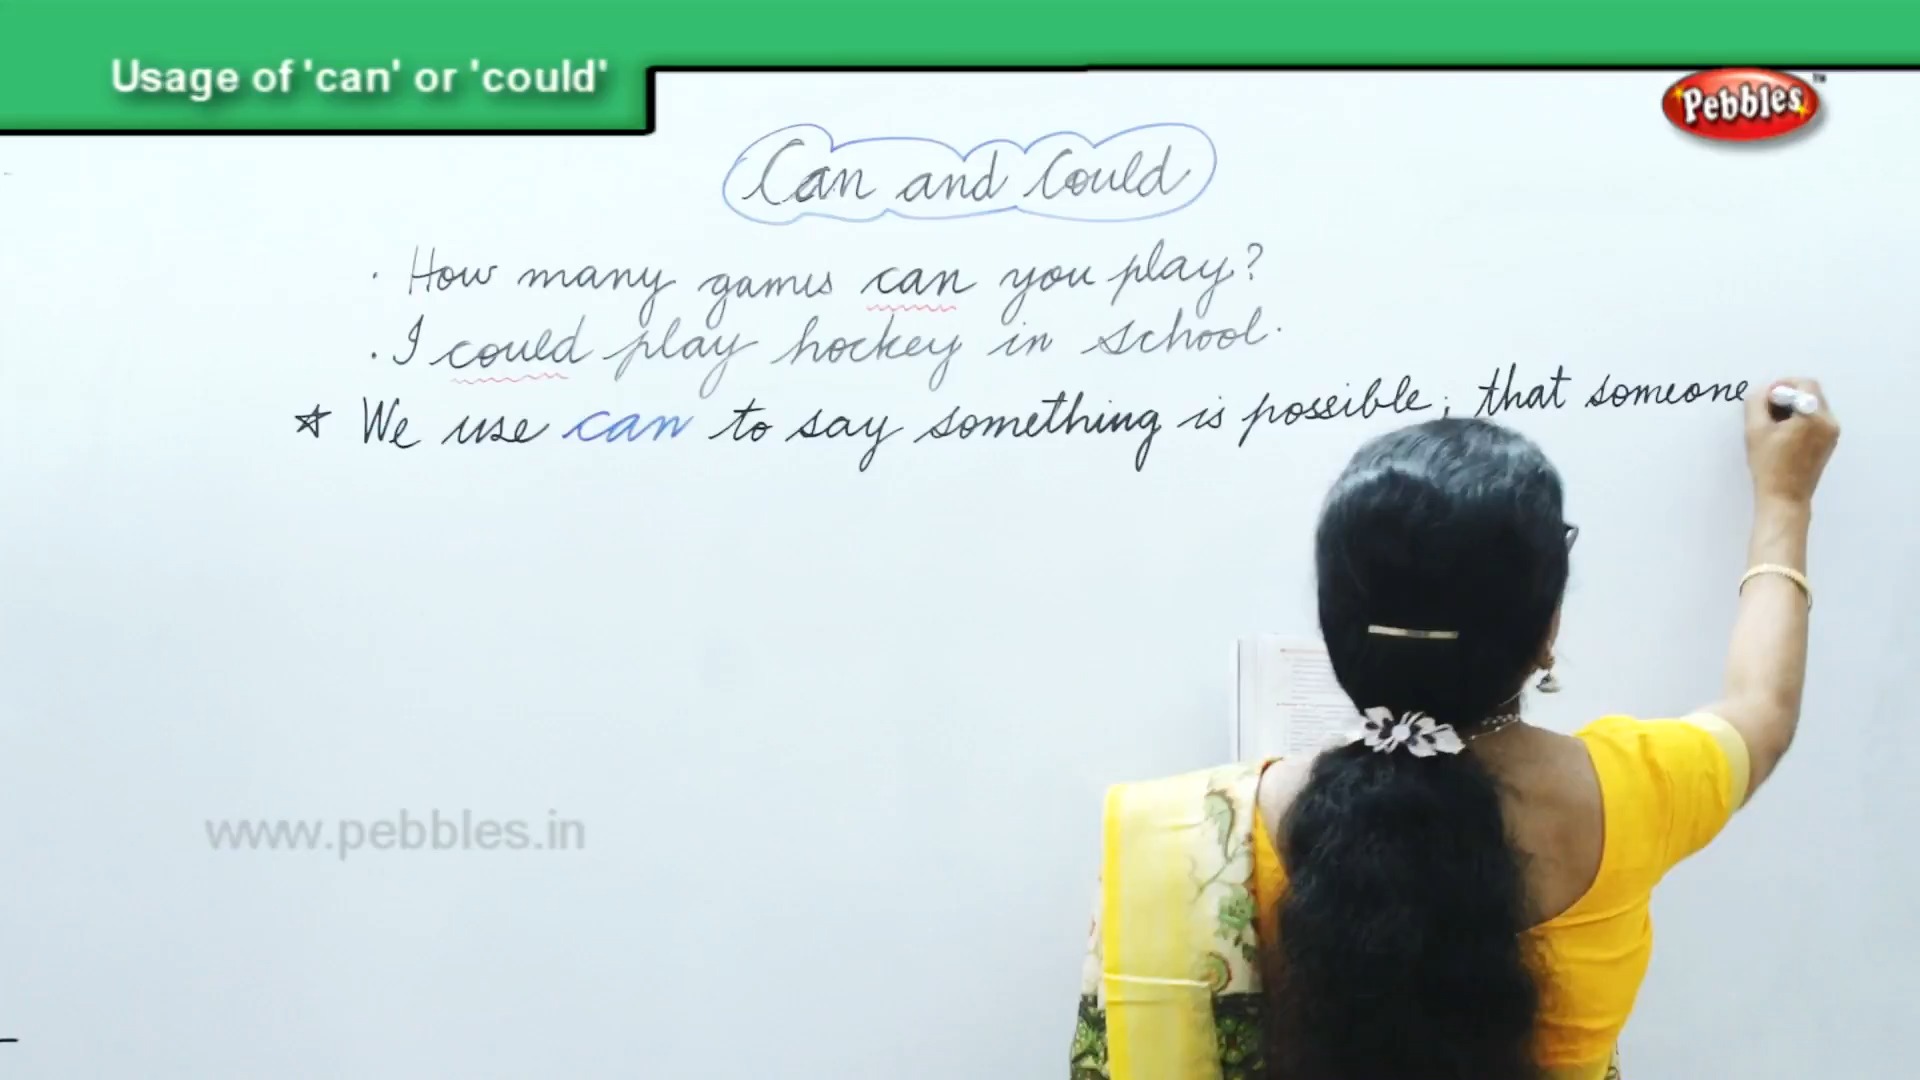 Usage of 'can' or 'could'
Pebbles™
Can and Could
· How many games can you play?
· I could play hockey in school.
☆ We use can to say something is possible; that someone
www.pebbles.in